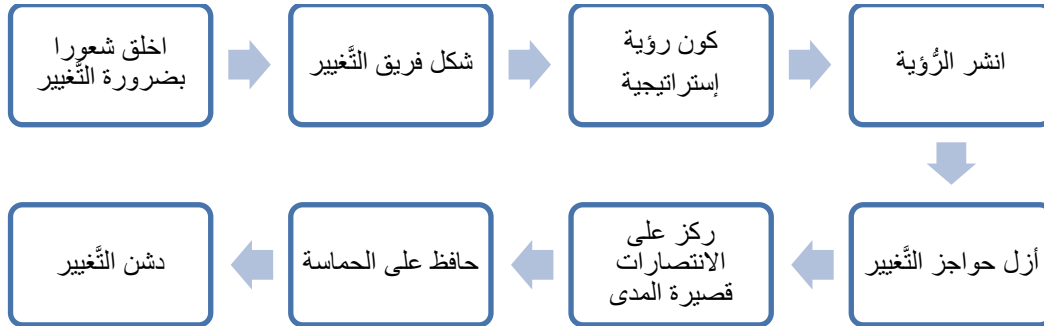 اخلق شعورا
بضرورة التَّغيير
شكل فريق التَّغيير
كون رؤية
إستراتيجية
انشر الرُّؤية
أزل حواجز التَّغيير
ركز على
الانتصارات
قصيرة المدى
حافظ على الحماسة
دشن التَّغيير